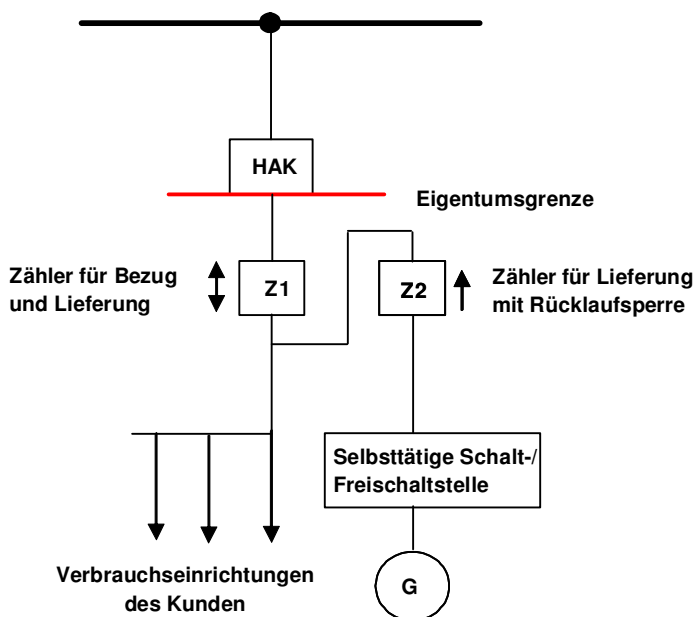 HAK
Eigentumsgrenze
Zähler für Bezug
und Lieferung
Z1
Z2
Zähler für Lieferung
mit Rücklaufsperre
Selbsttätige Schalt-/
Freischaltstelle
Verbrauchseinrichtungen
des Kunden
G